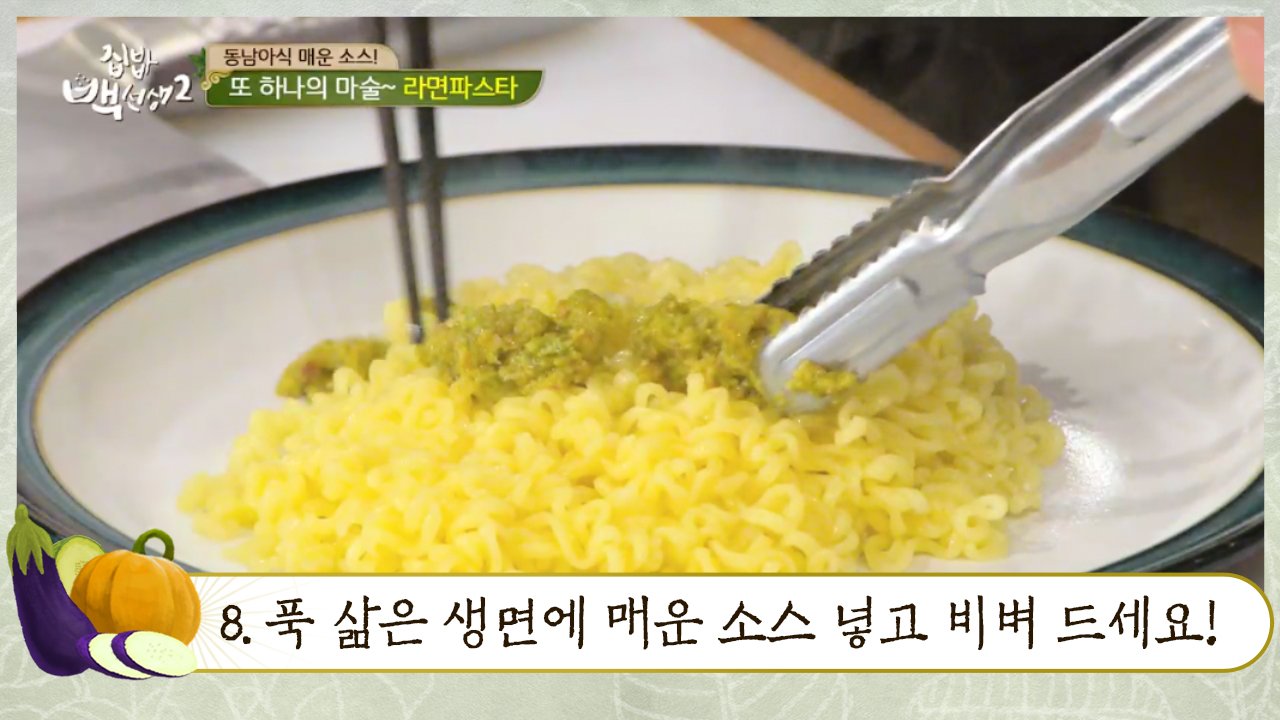 집밥
백선생2
동남아식 매운 소스!
또 하나의 마술~ 라면파스타
8. 푹 삶은 생면에 매운 소스 넣고 비벼 드세요!